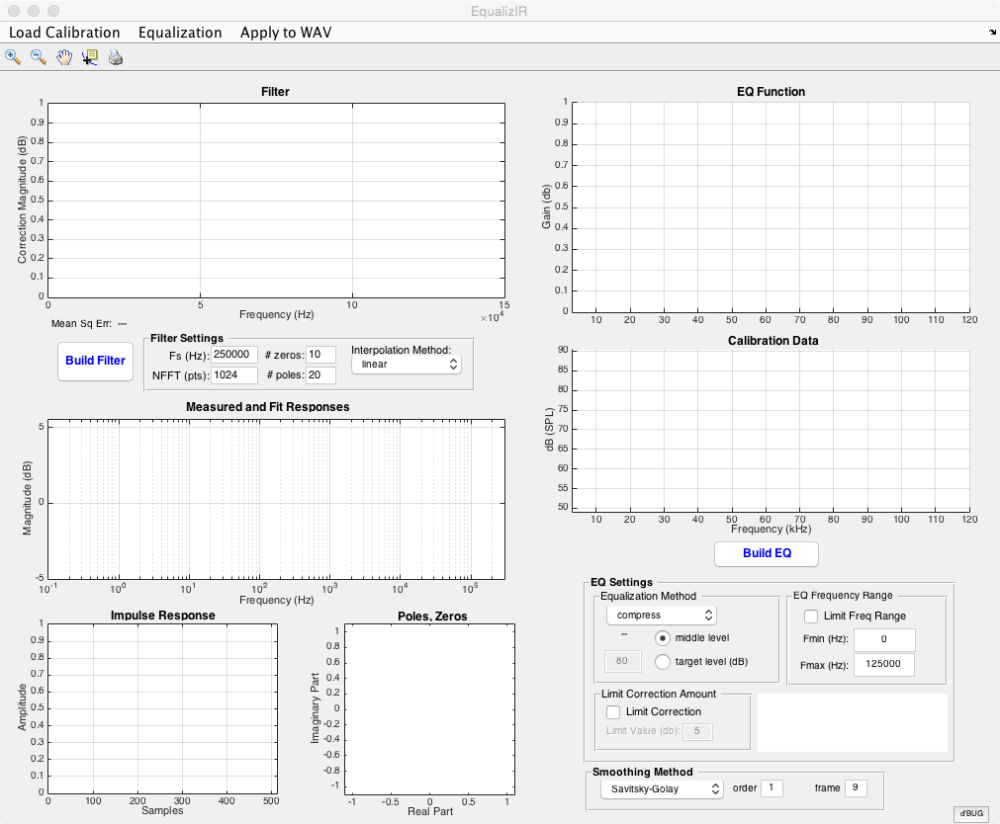 EqualizIR
Load Calibration Equalization Apply to WAV
Filter
Correction Magnitude (dB)
1
0.9
0.8
0.7
0.6
0.5
0.4
0.3
0.2
0.1
0
0 5 10 15
Frequency (Hz)
×10^4
Mean Sq Err: ---
Build Filter
Filter Settings
Fs (Hz): 250000 # zeros: 10
NFFT (pts): 1024 # poles: 20
Interpolation Method:
linear
Measured and Fit Responses
Magnitude (dB)
5
0
-5
10^-1 10^0 10^1 10^2 10^3 10^4 10^5
Frequency (Hz)
Impulse Response
Amplitude
1
0.9
0.8
0.7
0.6
0.5
0.4
0.3
0.2
0.1
0
0 100 200 300 400 500
Samples
Poles, Zeros
Imaginary Part
1
0.8
0.6
0.4
0.2
0
-0.2
-0.4
-0.6
-0.8
-1
-1 -0.5 0 0.5 1
Real Part
EQ Function
Gain (db)
1
0.9
0.8
0.7
0.6
0.5
0.4
0.3
0.2
0.1
0
10 20 30 40 50 60 70 80 90 100 110 120
Calibration Data
dB (SPL)
90
85
80
75
70
65
60
55
50
10 20 30 40 50 60 70 80 90 100 110 120
Frequency (kHz)
Build EQ
EQ Settings
Equalization Method
compress
--
middle level
80
target level (dB)
EQ Frequency Range
Limit Freq Range
Fmin (Hz): 0
Fmax (Hz): 125000
Limit Correction Amount
Limit Correction
Limit Value (db): 5
Smoothing Method
Savitsky-Golay order 1 frame 9
d'BUG